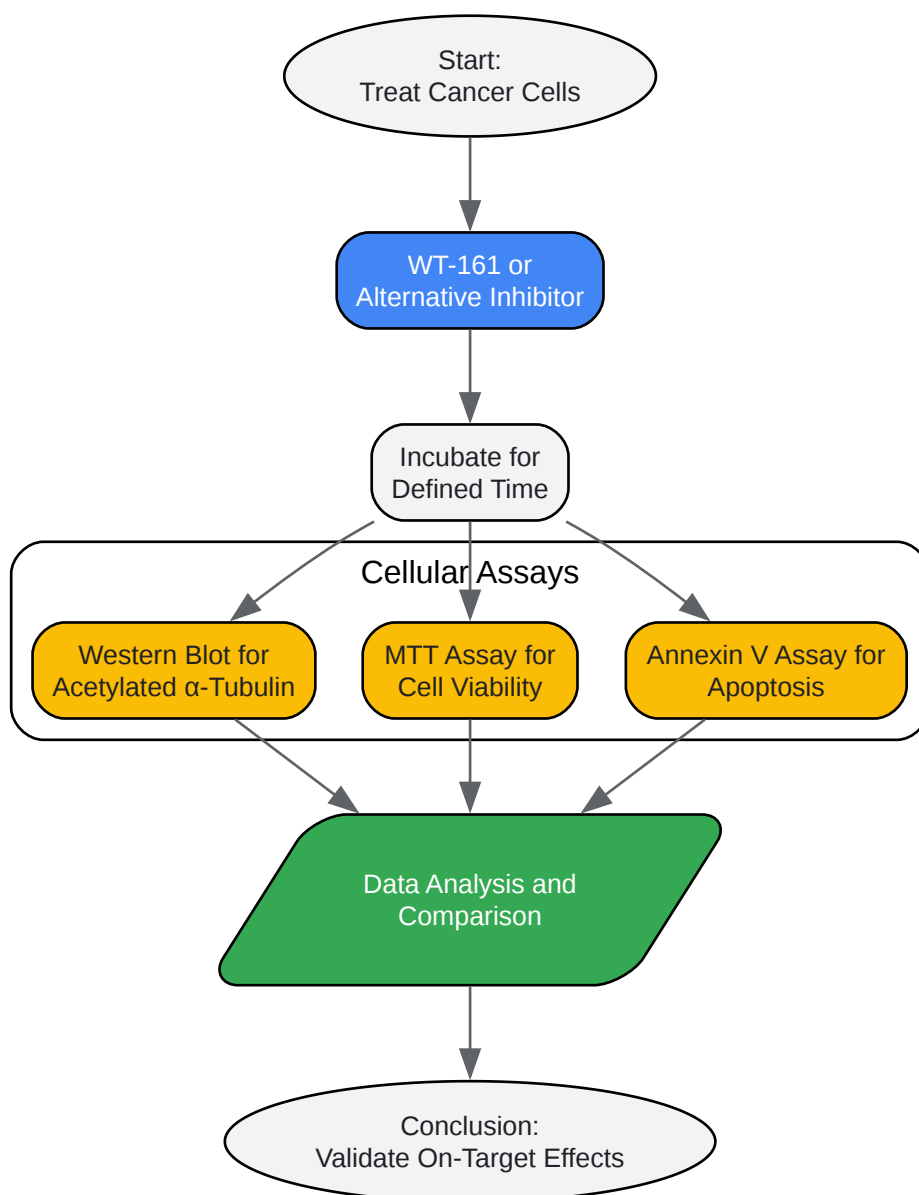 Start:
Treat Cancer Cells
WT-161 or
Alternative Inhibitor
Incubate for
Defined Time
Cellular Assays
Western Blot for
Acetylated α-Tubulin
MTT Assay for
Cell Viability
Annexin V Assay for
Apoptosis
Data Analysis and
Comparison
Conclusion:
Validate On-Target Effects